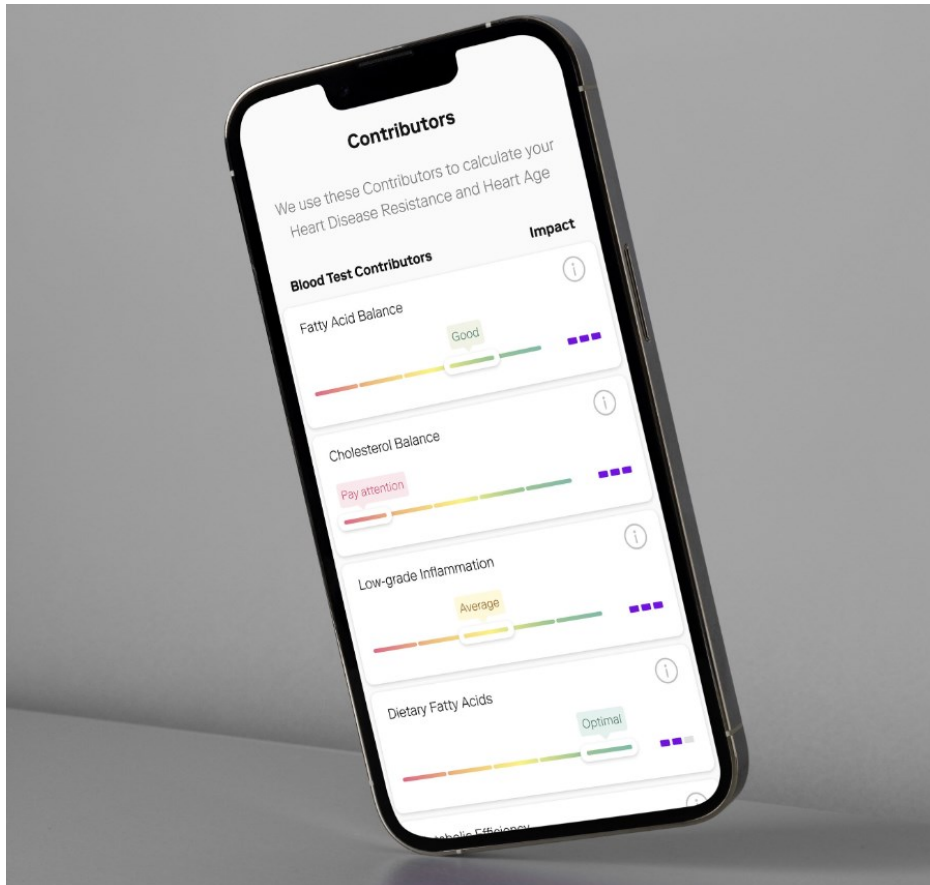 Contributors
We use these Contributors to calculate your
Heart Disease Resistance and Heart Age
Blood Test Contributors
Impact
Fatty Acid Balance
Good
Cholesterol Balance
Pay attention
Low-grade Inflammation
Average
Dietary Fatty Acids
Optimal
Efficiency